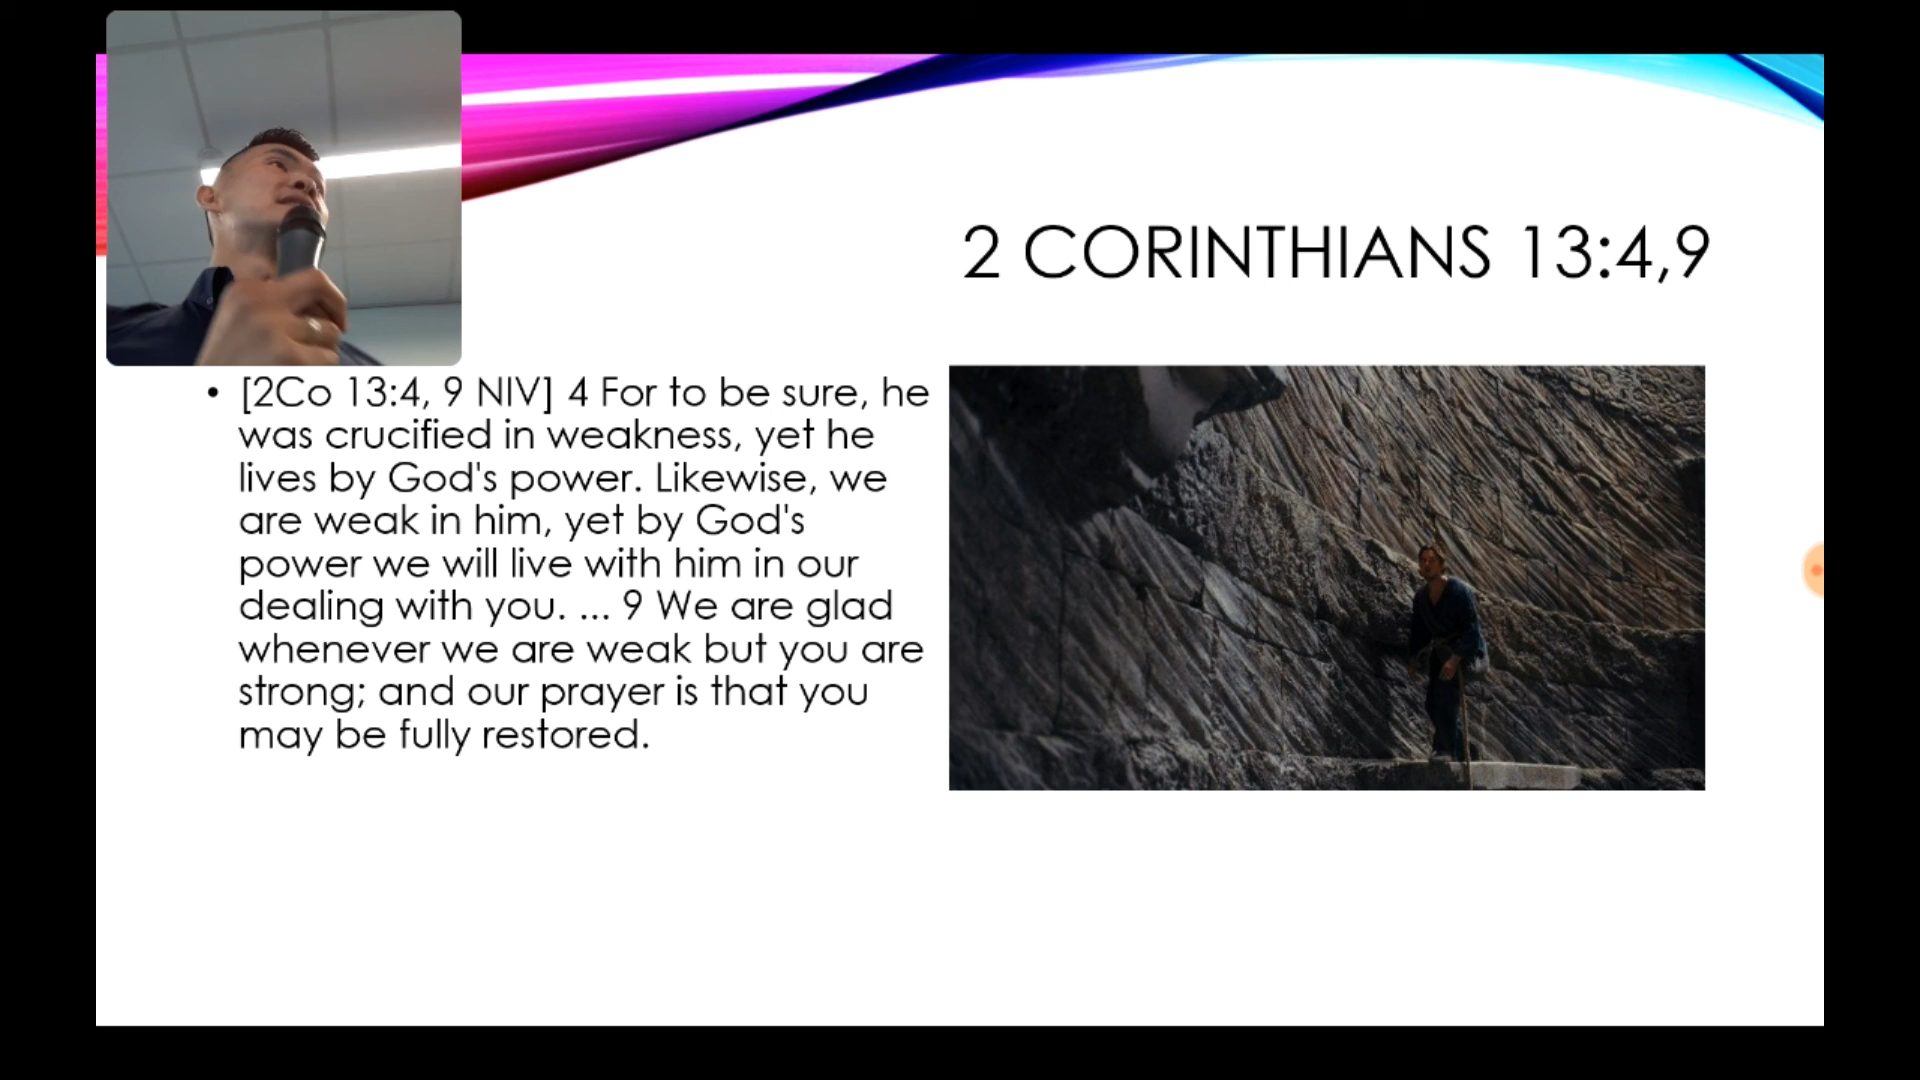 2 CORINTHIANS 13:4,9
• [2Co 13:4, 9 NIV] 4 For to be sure, he
was crucified in weakness, yet he
lives by God's power. Likewise, we
are weak in him, yet by God's
power we will live with him in our
dealing with you. ... 9 We are glad
whenever we are weak but you are
strong; and our prayer is that you
may be fully restored.